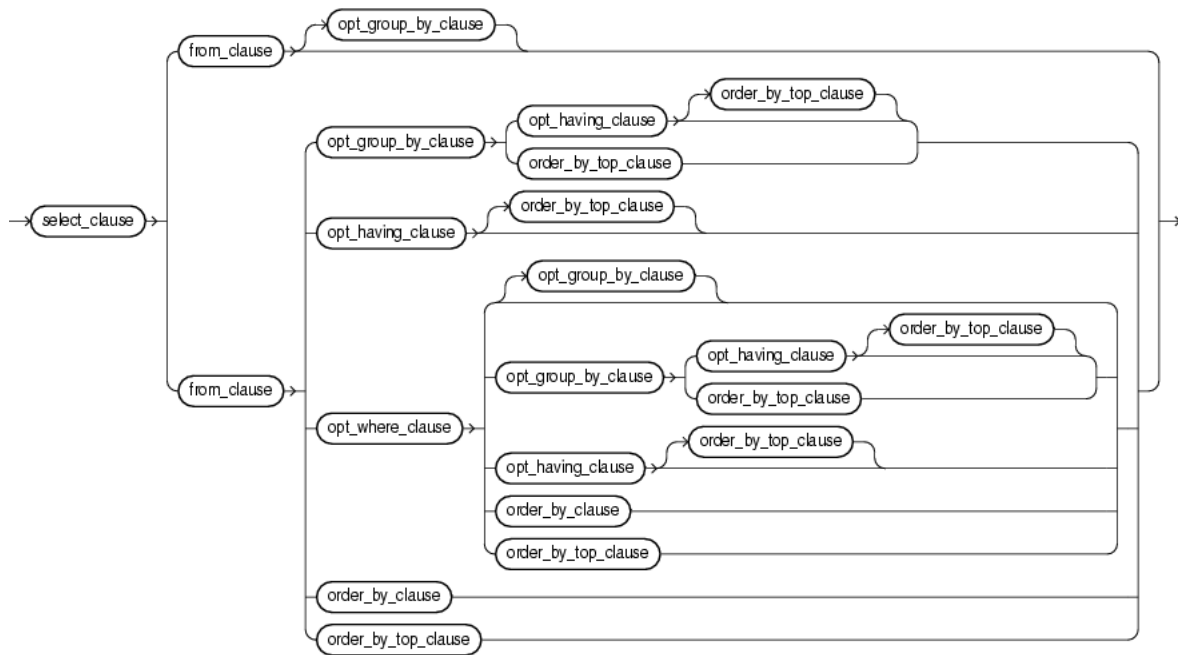 opt_group_by_clause
from_clause
order_by_top_clause
opt_having_clause
opt_group_by_clause
order_by_top_clause
order_by_top_clause
select_clause
opt_having_clause
opt_group_by_clause
order_by_top_clause
opt_having_clause
opt_group_by_clause
from_clause
order_by_top_clause
opt_where_clause
order_by_top_clause
opt_having_clause
order_by_clause
order_by_top_clause
order_by_clause
order_by_top_clause